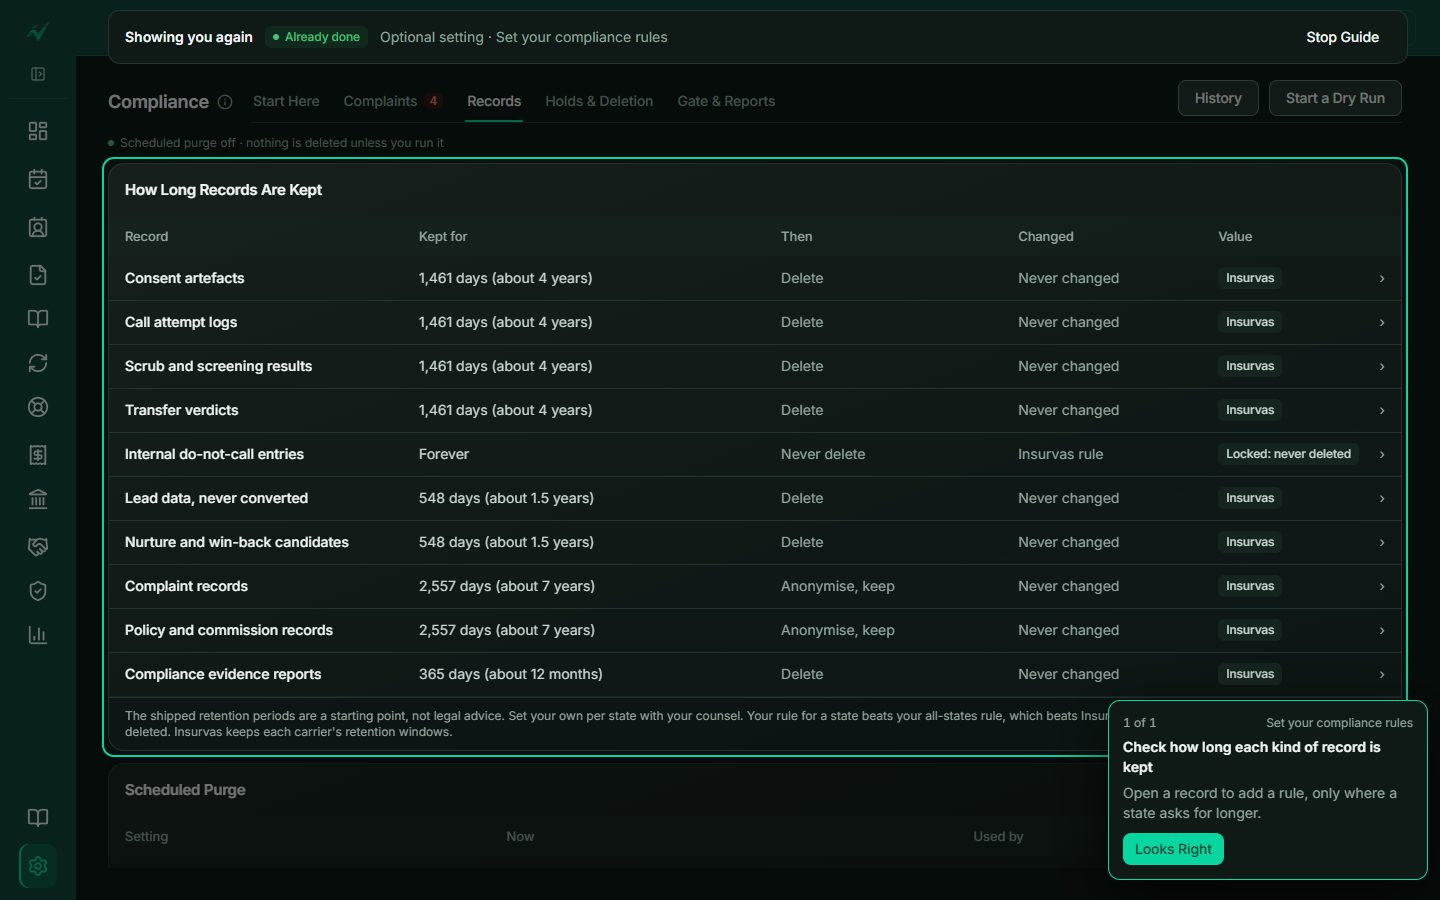 Showing you again Already done Optional setting · Set your compliance rules Stop Guide
Compliance Start Here Complaints 4 Records Holds & Deletion Gate & Reports History Start a Dry Run
Scheduled purge off · nothing is deleted unless you run it
How Long Records Are Kept
Record Kept for Then Changed Value
Consent artefacts 1,461 days (about 4 years) Delete Never changed Insurvas
Call attempt logs 1,461 days (about 4 years) Delete Never changed Insurvas
Scrub and screening results 1,461 days (about 4 years) Delete Never changed Insurvas
Transfer verdicts 1,461 days (about 4 years) Delete Never changed Insurvas
Internal do-not-call entries Forever Never delete Insurvas rule Locked: never deleted
Lead data, never converted 548 days (about 1.5 years) Delete Never changed Insurvas
Nurture and win-back candidates 548 days (about 1.5 years) Delete Never changed Insurvas
Complaint records 2,557 days (about 7 years) Anonymise, keep Never changed Insurvas
Policy and commission records 2,557 days (about 7 years) Anonymise, keep Never changed Insurvas
Compliance evidence reports 365 days (about 12 months) Delete Never changed Insurvas
The shipped retention periods are a starting point, not legal advice. Set your own per state with your counsel. Your rule for a state beats your all-states rule, which beats
deleted. Insurvas keeps each carrier's retention windows.
Scheduled Purge
Setting Now Used by
1 of 1 Set your compliance rules
Check how long each kind of record is
kept
Open a record to add a rule, only where a
state asks for longer.
Looks Right